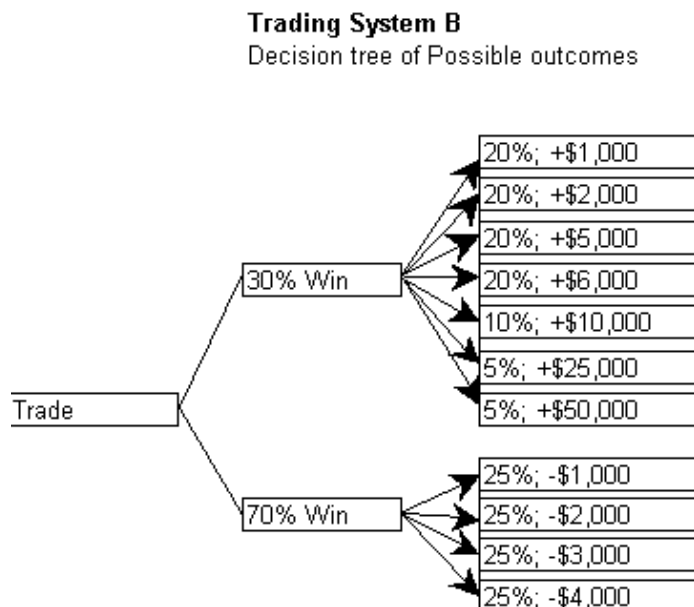 Trading System B
Decision tree of Possible outcomes
20%; +$1,000
20%; +$2,000
20%; +$5,000
30% Win
20%; +$6,000
10%; +$10,000
5%; +$25,000
Trade
5%; +$50,000
25%; -$1,000
70% Win
25%; -$2,000
25%; -$3,000
25%; -$4,000